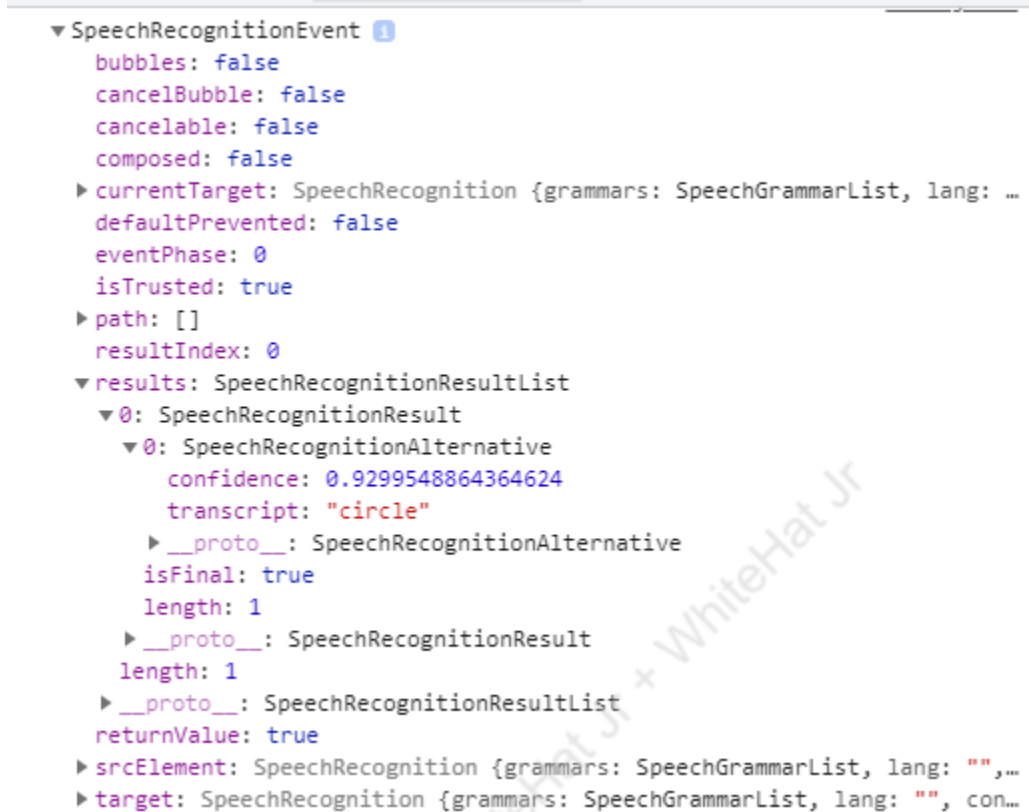 ▼ SpeechRecognitionEvent i
bubbles: false
cancelBubble: false
cancelable: false
composed: false
▶ currentTarget: SpeechRecognition {grammars: SpeechGrammarList, lang: …
defaultPrevented: false
eventPhase: 0
isTrusted: true
▶ path: []
resultIndex: 0
▼ results: SpeechRecognitionResultList
▼ 0: SpeechRecognitionResult
▼ 0: SpeechRecognitionAlternative
confidence: 0.9299548864364624
transcript: "circle"
▶ __proto__: SpeechRecognitionAlternative
isFinal: true
length: 1
▶ __proto__: SpeechRecognitionResult
length: 1
▶ __proto__: SpeechRecognitionResultList
returnValue: true
▶ srcElement: SpeechRecognition {grammars: SpeechGrammarList, lang: "",…
▶ target: SpeechRecognition {grammars: SpeechGrammarList, lang: "", con…
Jr + WhiteHat Jr